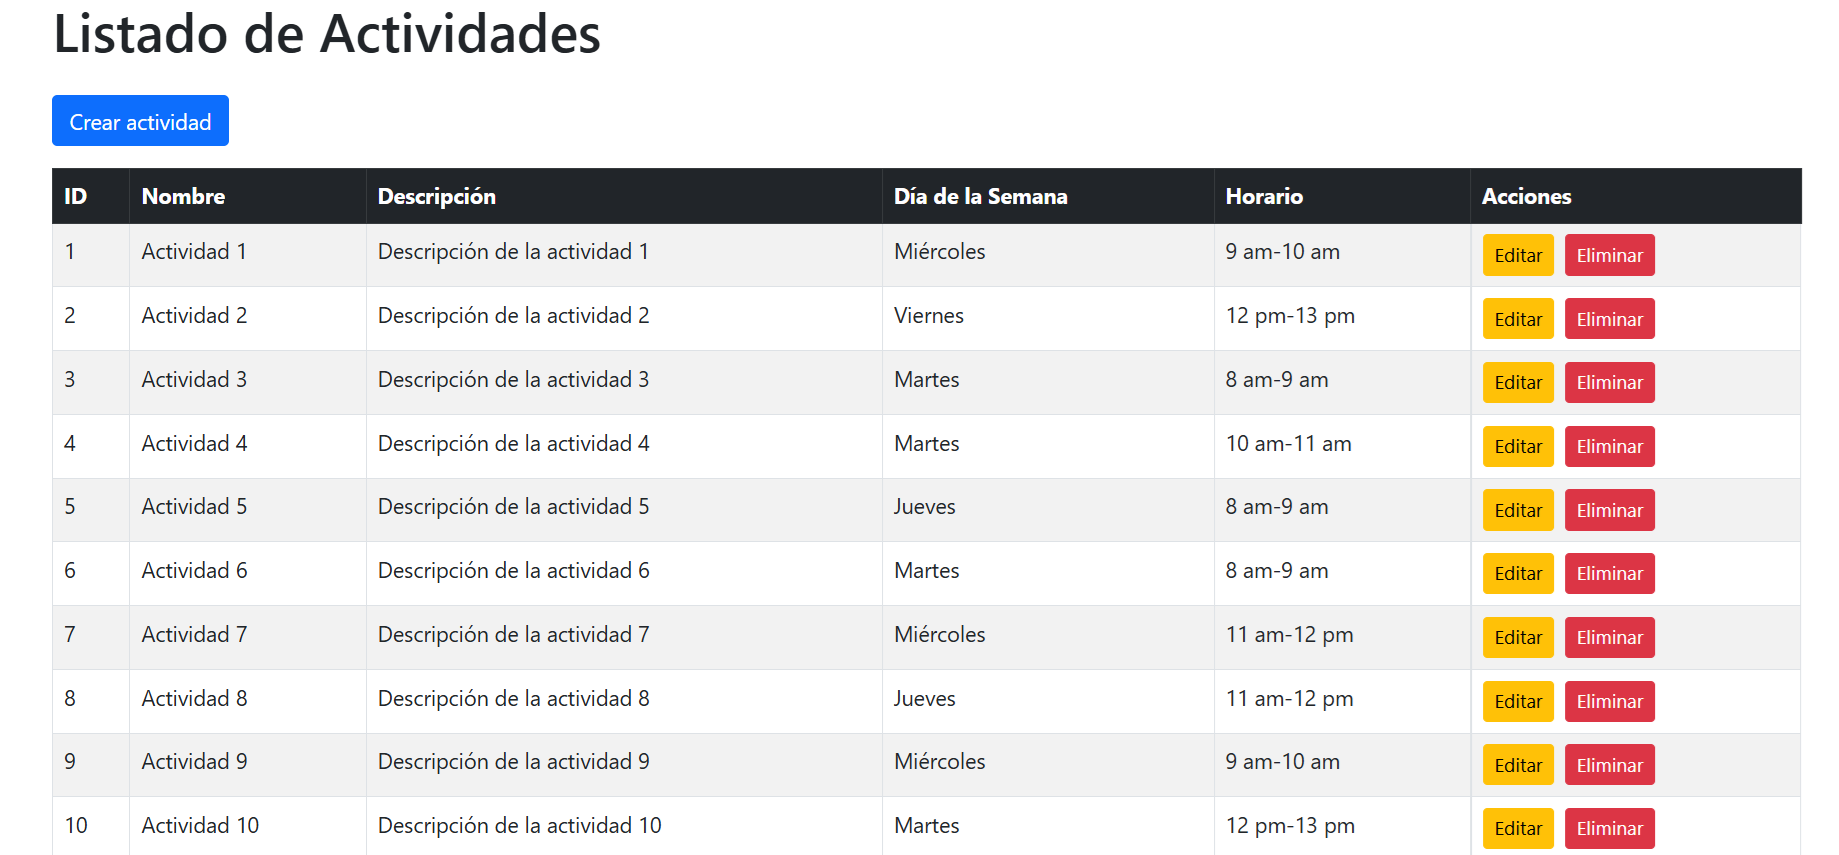 Listado de Actividades
Crear actividad
ID Nombre Descripción Día de la Semana Horario Acciones
1 Actividad 1 Descripción de la actividad 1 Miércoles 9 am-10 am Editar Eliminar
2 Actividad 2 Descripción de la actividad 2 Viernes 12 pm-13 pm Editar Eliminar
3 Actividad 3 Descripción de la actividad 3 Martes 8 am-9 am Editar Eliminar
4 Actividad 4 Descripción de la actividad 4 Martes 10 am-11 am Editar Eliminar
5 Actividad 5 Descripción de la actividad 5 Jueves 8 am-9 am Editar Eliminar
6 Actividad 6 Descripción de la actividad 6 Martes 8 am-9 am Editar Eliminar
7 Actividad 7 Descripción de la actividad 7 Miércoles 11 am-12 pm Editar Eliminar
8 Actividad 8 Descripción de la actividad 8 Jueves 11 am-12 pm Editar Eliminar
9 Actividad 9 Descripción de la actividad 9 Miércoles 9 am-10 am Editar Eliminar
10 Actividad 10 Descripción de la actividad 10 Martes 12 pm-13 pm Editar Eliminar